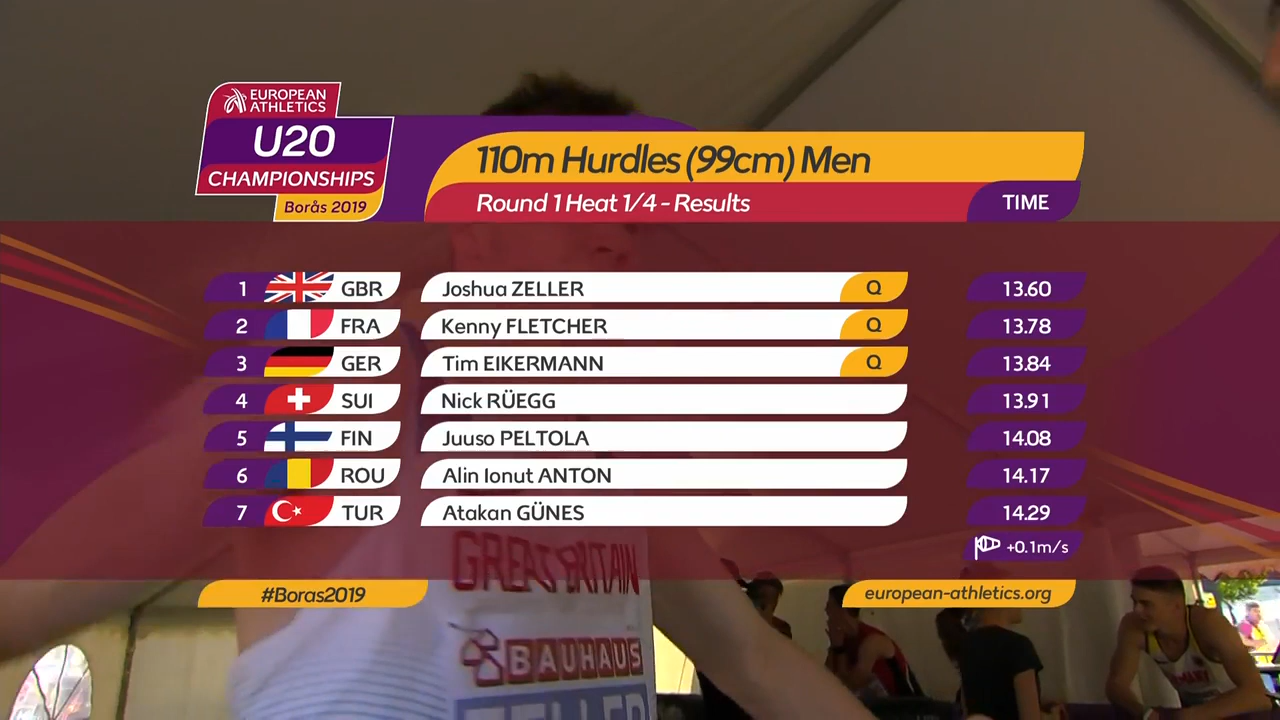 EUROPEAN
ATHLETICS
U20
CHAMPIONSHIPS
Borås 2019
110m Hurdles (99cm) Men
Round 1 Heat 1/4 - Results
TIME
1 GBR Joshua ZELLER Q 13.60
2 FRA Kenny FLETCHER Q 13.78
3 GER Tim EIKERMANN Q 13.84
4 SUI Nick RÜEGG 13.91
5 FIN Juuso PELTOLA 14.08
6 ROU Alin Ionut ANTON 14.17
7 TUR Atakan GÜNES 14.29
+0.1m/s
#Boras2019
european-athletics.org
GREAT BRITAIN
BAUHAUS
ZELLER